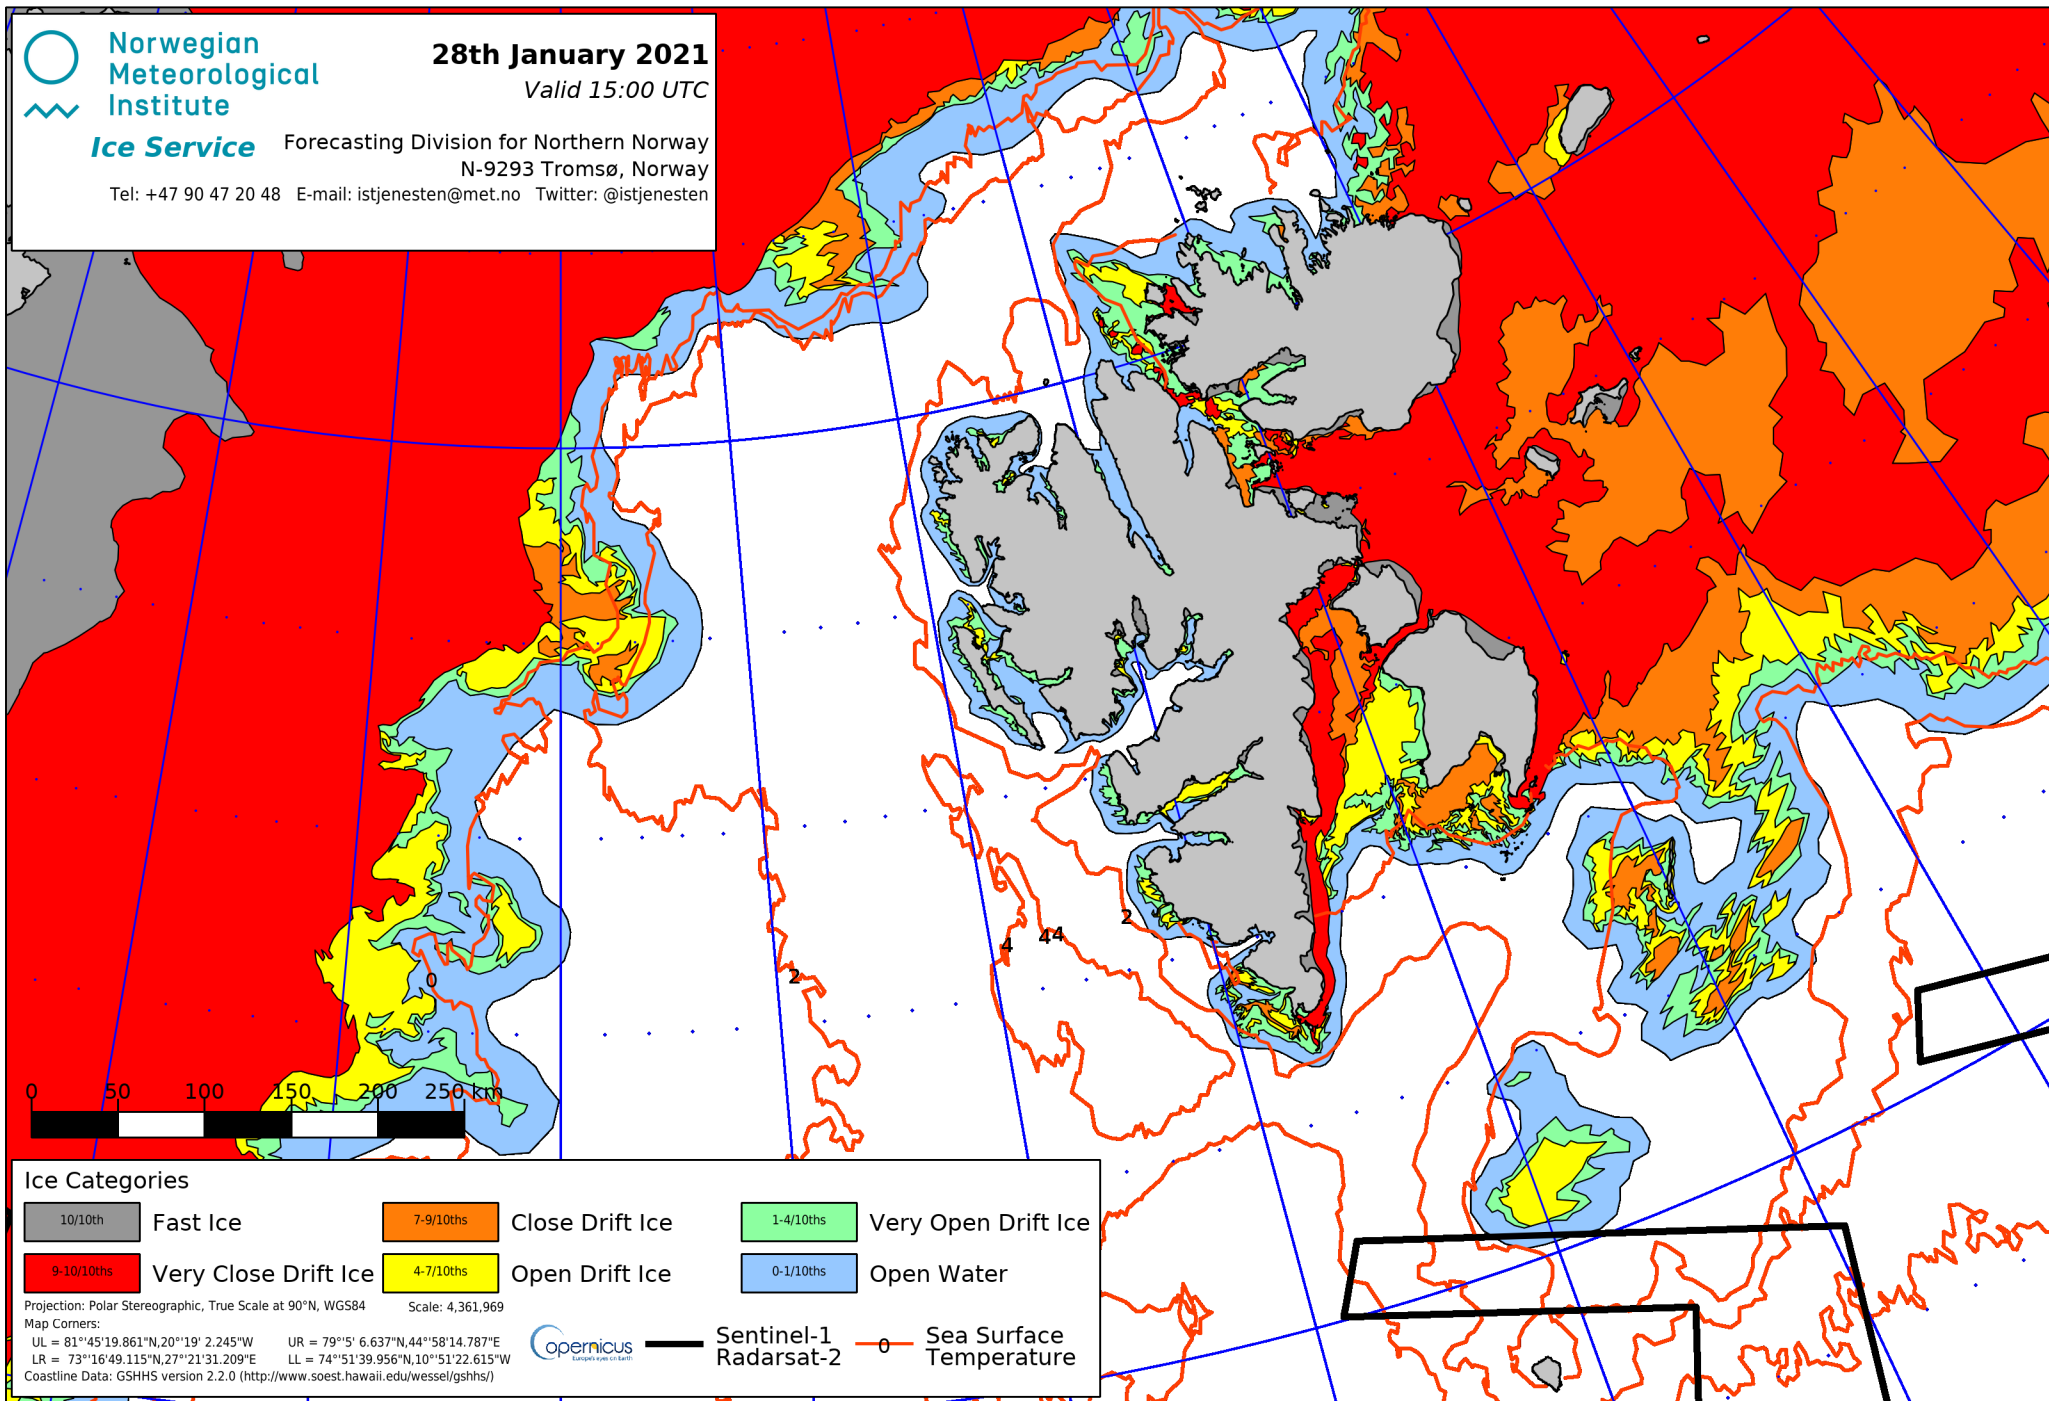 Norwegian
Meteorological
Institute
Ice Service
28th January 2021
Valid 15:00 UTC
Forecasting Division for Northern Norway
N-9293 Tromsø, Norway
Tel: +47 90 47 20 48 E-mail: istjenesten@met.no Twitter: @istjenesten
2
4
44
2
0
0 50 100 150 200 250 km
Ice Categories
10/10th Fast Ice
7-9/10ths Close Drift Ice
1-4/10ths Very Open Drift Ice
9-10/10ths Very Close Drift Ice
4-7/10ths Open Drift Ice
0-1/10ths Open Water
Projection: Polar Stereographic, True Scale at 90°N, WGS84 Scale: 4,361,969
Map Corners:
UL = 81°45'19.861"N,20°19' 2.245"W UR = 79°5' 6.637"N,44°58'14.787"E
LR = 73°16'49.115"N,27°21'31.209"E LL = 74°51'39.956"N,10°51'22.615"W
Coastline Data: GSHHS version 2.2.0 (http://www.soest.hawaii.edu/wessel/gshhs/)
Copernicus
Europe's eyes on Earth
Sentinel-1
Radarsat-2
0
Sea Surface
Temperature